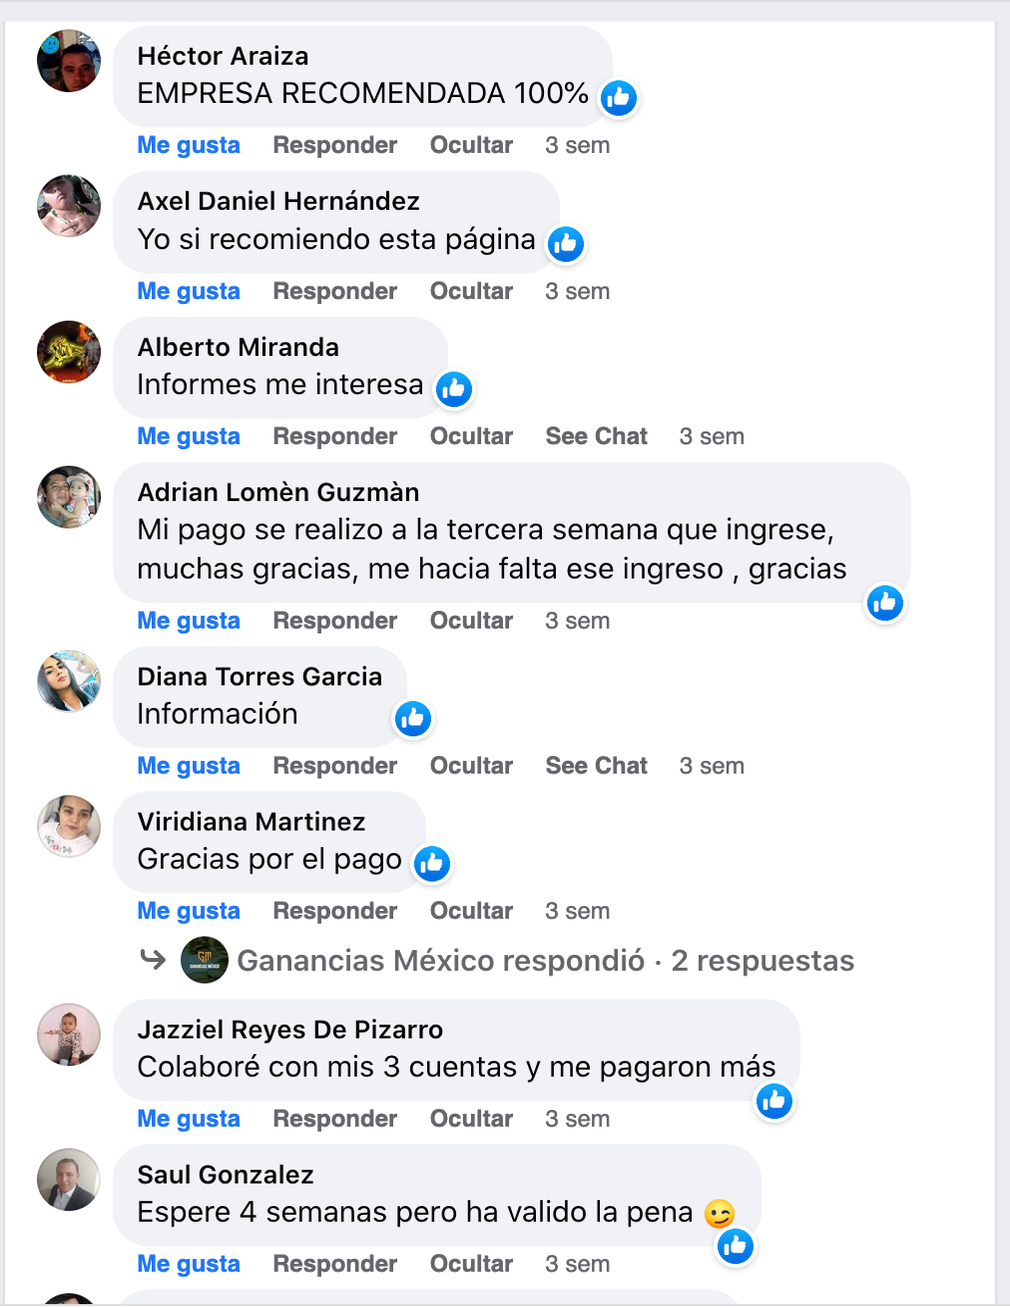 Héctor Araiza
EMPRESA RECOMENDADA 100%
Me gusta Responder Ocultar 3 sem
Axel Daniel Hernández
Yo si recomiendo esta página
Me gusta Responder Ocultar 3 sem
Alberto Miranda
Informes me interesa
Me gusta Responder Ocultar See Chat 3 sem
Adrian Lomèn Guzmàn
Mi pago se realizo a la tercera semana que ingrese,
muchas gracias, me hacia falta ese ingreso , gracias
Me gusta Responder Ocultar 3 sem
Diana Torres Garcia
Información
Me gusta Responder Ocultar See Chat 3 sem
Viridiana Martinez
Gracias por el pago
Me gusta Responder Ocultar 3 sem
GM
GANANCIAS MÉXICO
Ganancias México respondió · 2 respuestas
Jazziel Reyes De Pizarro
Colaboré con mis 3 cuentas y me pagaron más
Me gusta Responder Ocultar 3 sem
Saul Gonzalez
Espere 4 semanas pero ha valido la pena 😉
Me gusta Responder Ocultar 3 sem